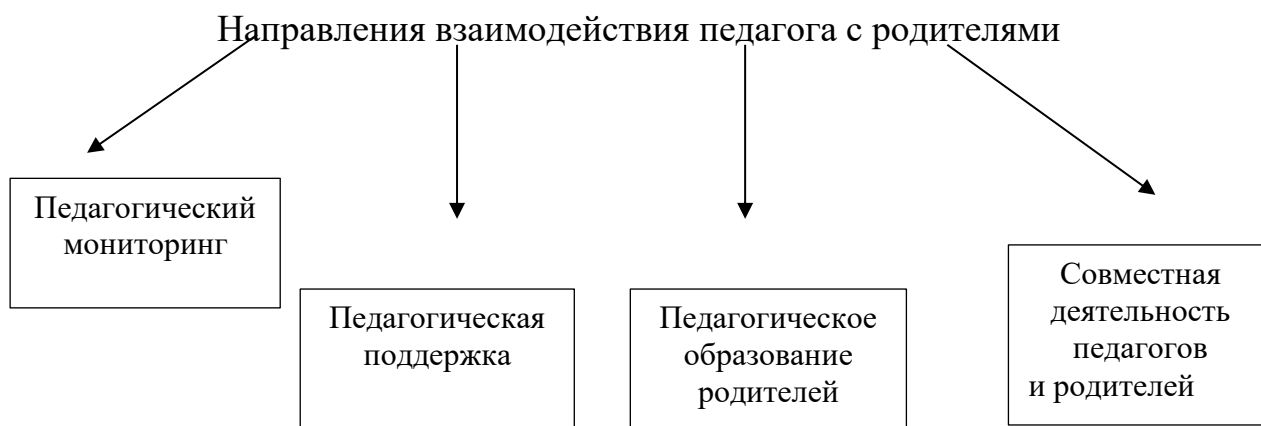 Направления взаимодействия педагога с родителями
Педагогический
мониторинг
Педагогическая
поддержка
Педагогическое
образование
родителей
Совместная
деятельность
педагогов
и родителей